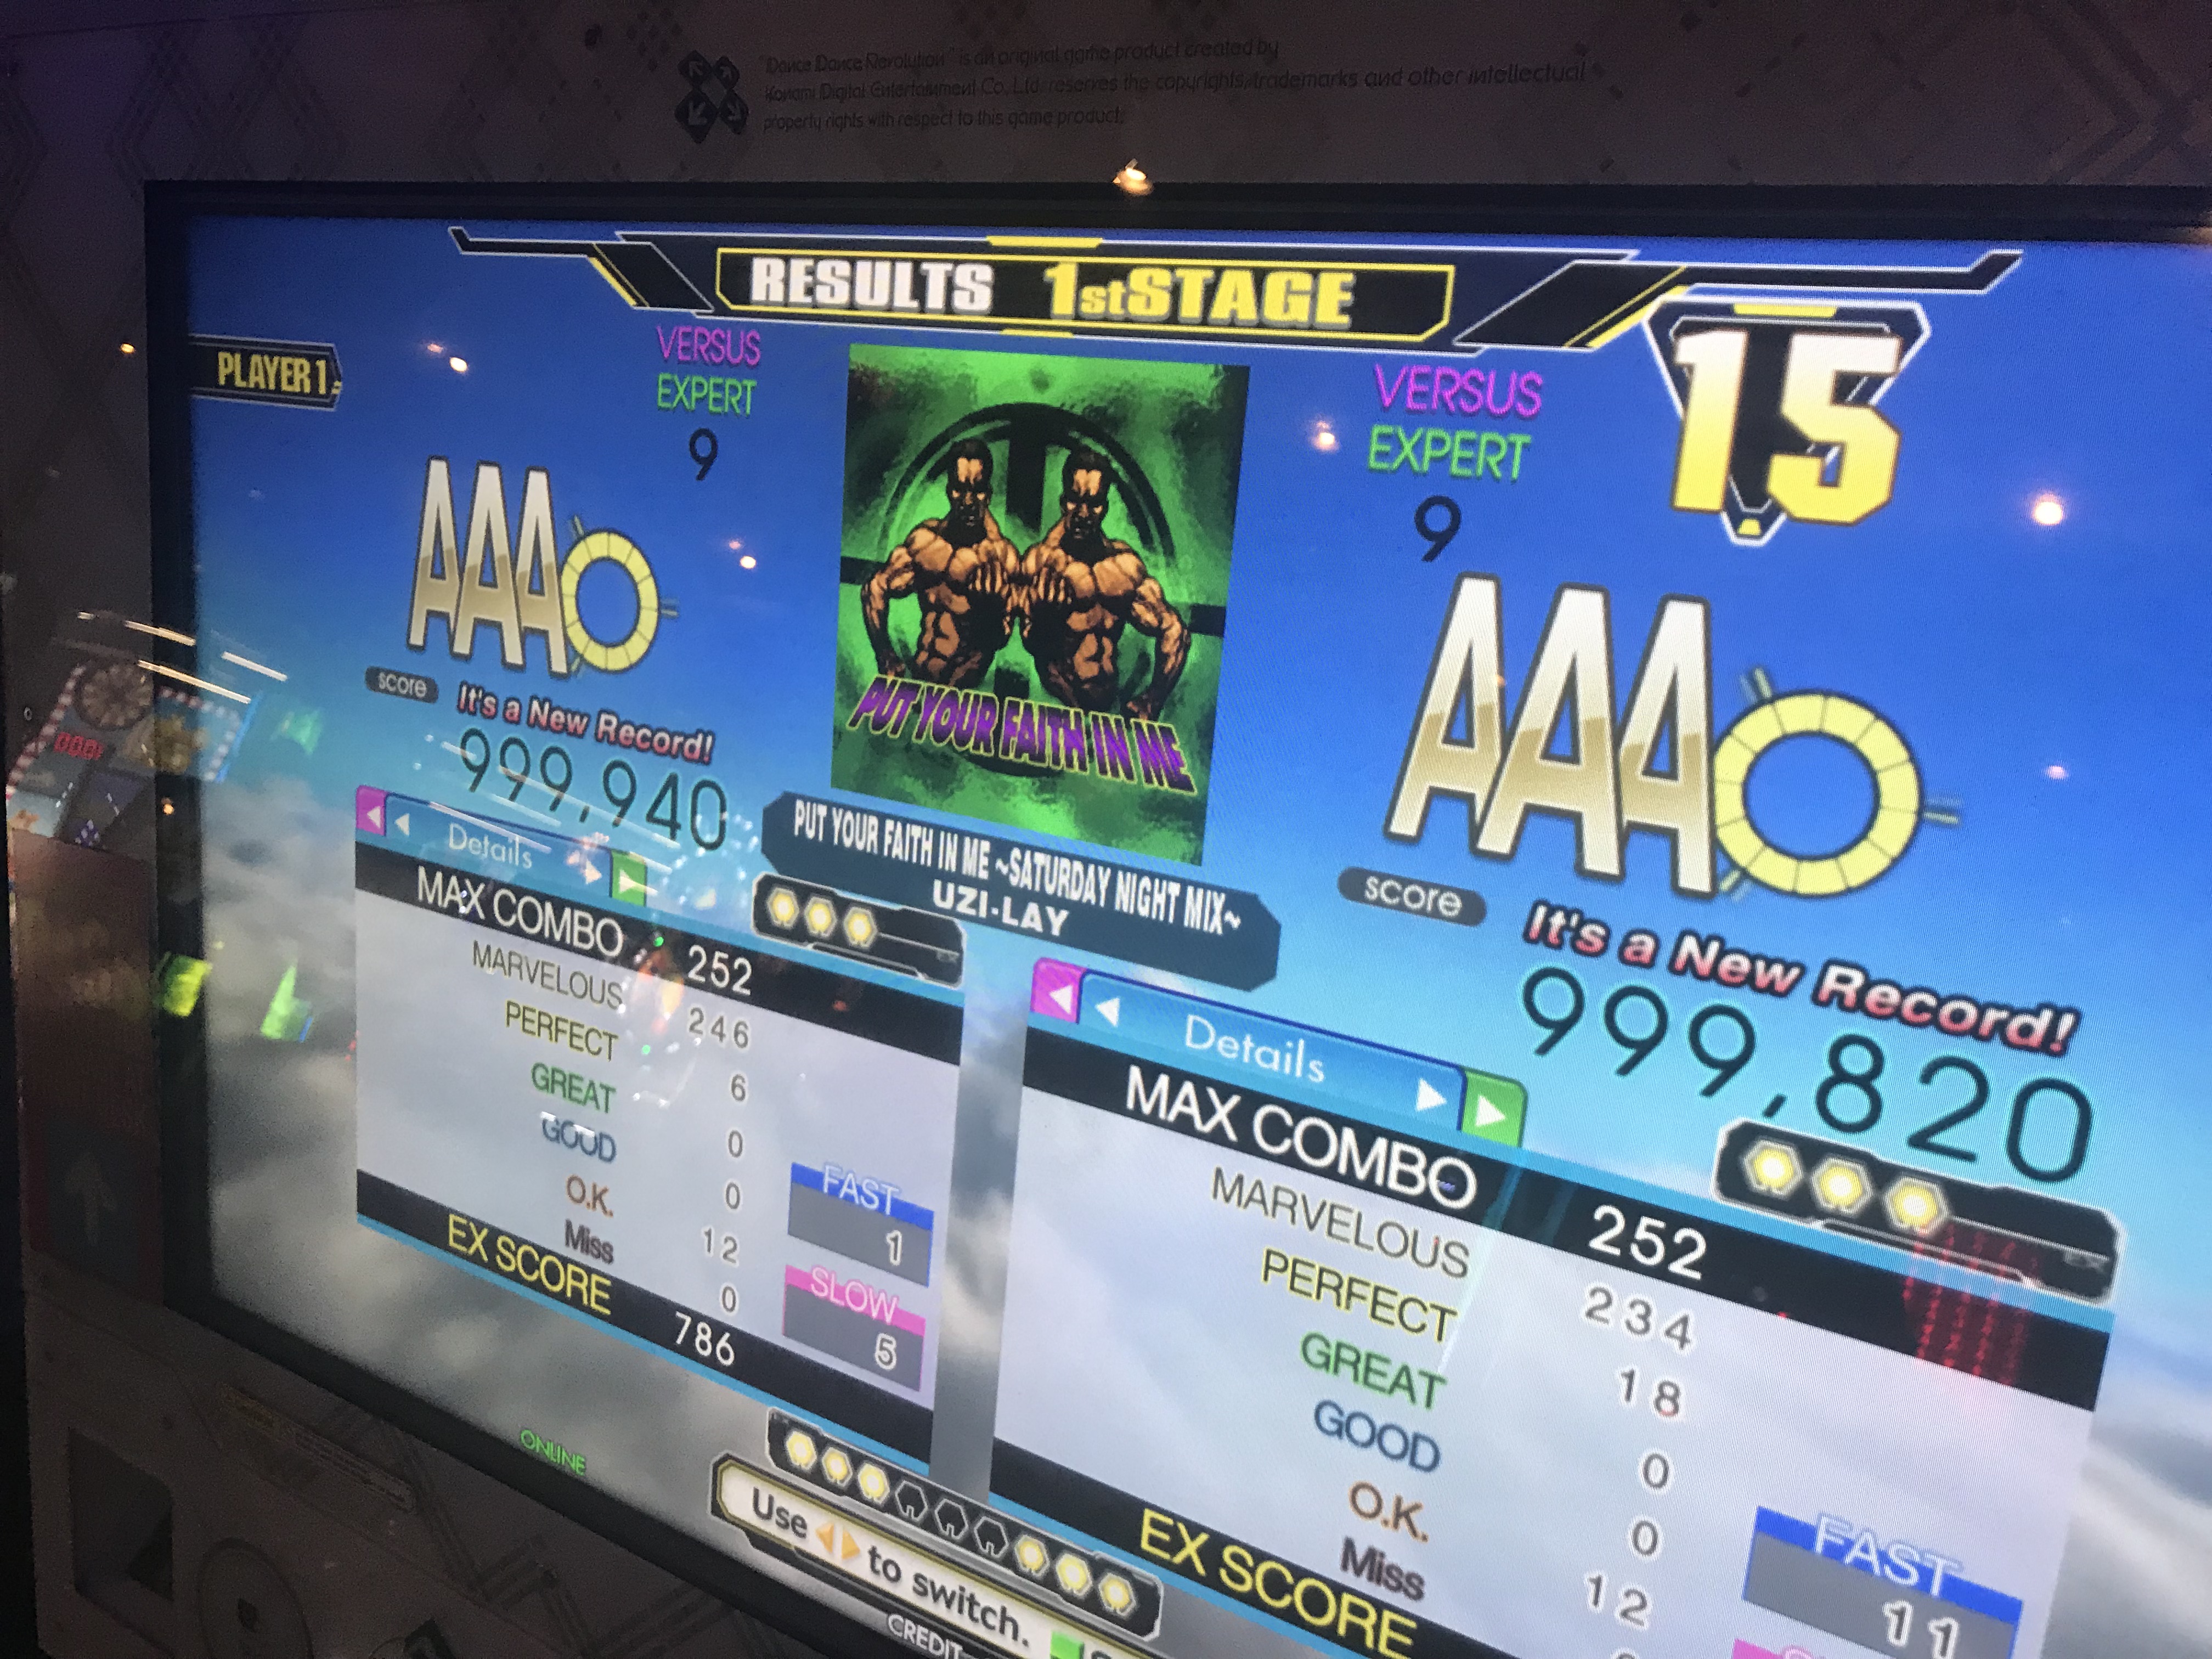 "Dance Dance Revolution" is an original game product created by
Konami Digital Entertainment Co., Ltd. reserves the copyrights, trademarks and other intellectual
property rights with respect to this game product.
RESULTS 1stSTAGE
15
PLAYER 1
VERSUS
EXPERT
9
AAA
score
It's a New Record!
999,940
Details
MAX COMBO 252
MARVELOUS 246
PERFECT 6
GREAT 0
GOOD 0
O.K. 12
Miss 0
EX SCORE 786
FAST
1
SLOW
5
PUT YOUR FAITH IN ME
PUT YOUR FAITH IN ME ~SATURDAY NIGHT MIX~
UZI-LAY
VERSUS
EXPERT
9
AAA
score
It's a New Record!
999,820
Details
MAX COMBO 252
MARVELOUS 234
PERFECT 18
GREAT 0
GOOD 0
O.K. 12
Miss
EX SCORE
FAST
11
ONLINE
Use to switch.
CREDIT